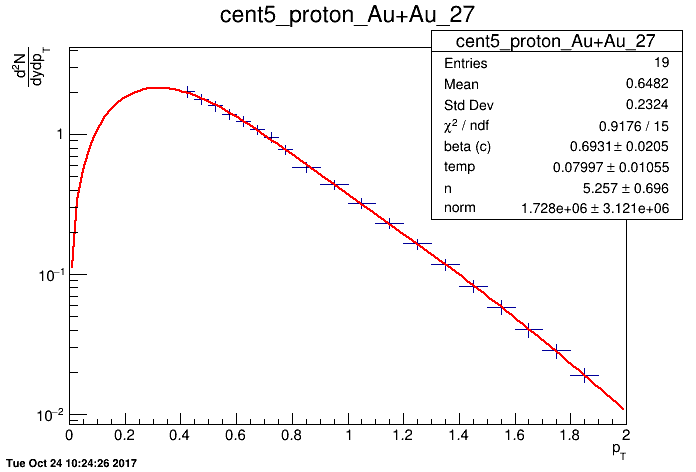 cent5_proton_Au+Au_27
d²N
dydp_T
cent5_proton_Au+Au_27
Entries 19
Mean 0.6482
Std Dev 0.2324
χ² / ndf 0.9176 / 15
beta (c) 0.6931 ± 0.0205
temp 0.07997 ± 0.01055
n 5.257 ± 0.696
norm 1.728e+06 ± 3.121e+06
1
10⁻¹
10⁻²
0 0.2 0.4 0.6 0.8 1 1.2 1.4 1.6 1.8 2
p_T
Tue Oct 24 10:24:26 2017